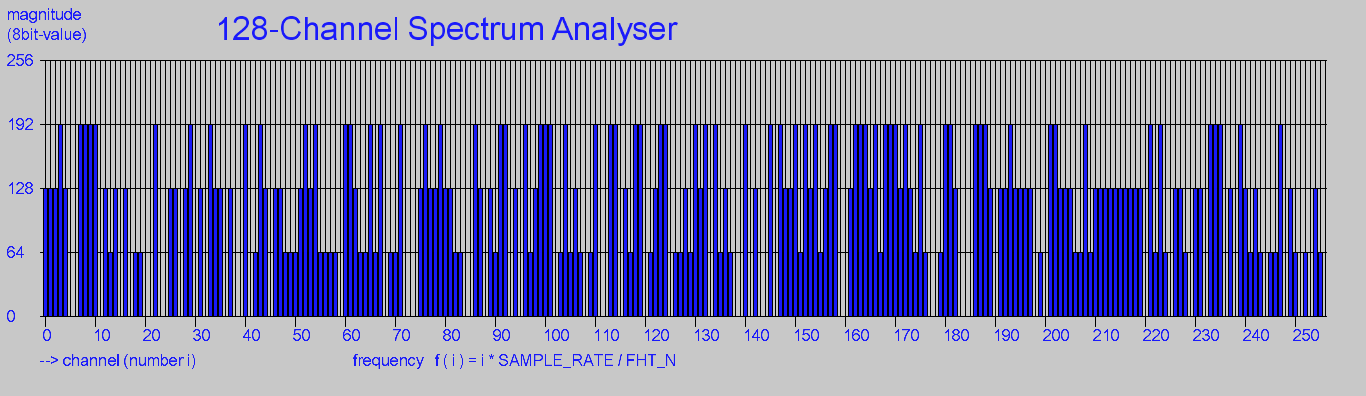 magnitude
(8bit-value)
128-Channel Spectrum Analyser
256
192
128
64
0
0 10 20 30 40 50 60 70 80 90 100 110 120 130 140 150 160 170 180 190 200 210 220 230 240 250
--> channel (number i) frequency f ( i ) = i * SAMPLE_RATE / FHT_N